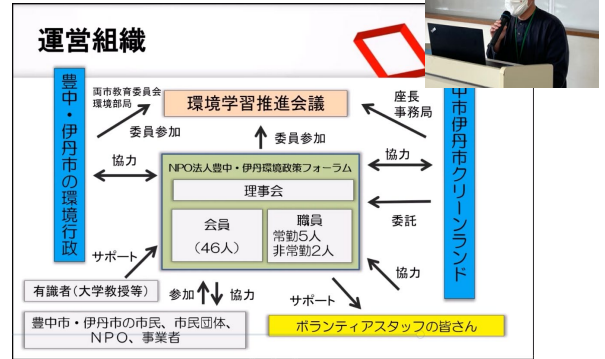 運営組織
豊中・伊丹市の環境行政
両市教育委員会
環境部局
環境学習推進会議
座長
事務局
中市伊丹市クリーンランド
委員参加
委員参加
協力
協力
NPO法人豊中・伊丹環境政策フォーラム
理事会
会員
(46人)
職員
常勤5人
非常勤2人
委託
サポート
協力
有識者(大学教授等)
参加
協力
サポート
豊中市・伊丹市の市民、市民団体、
NPO、事業者
ボランティアスタッフの皆さん